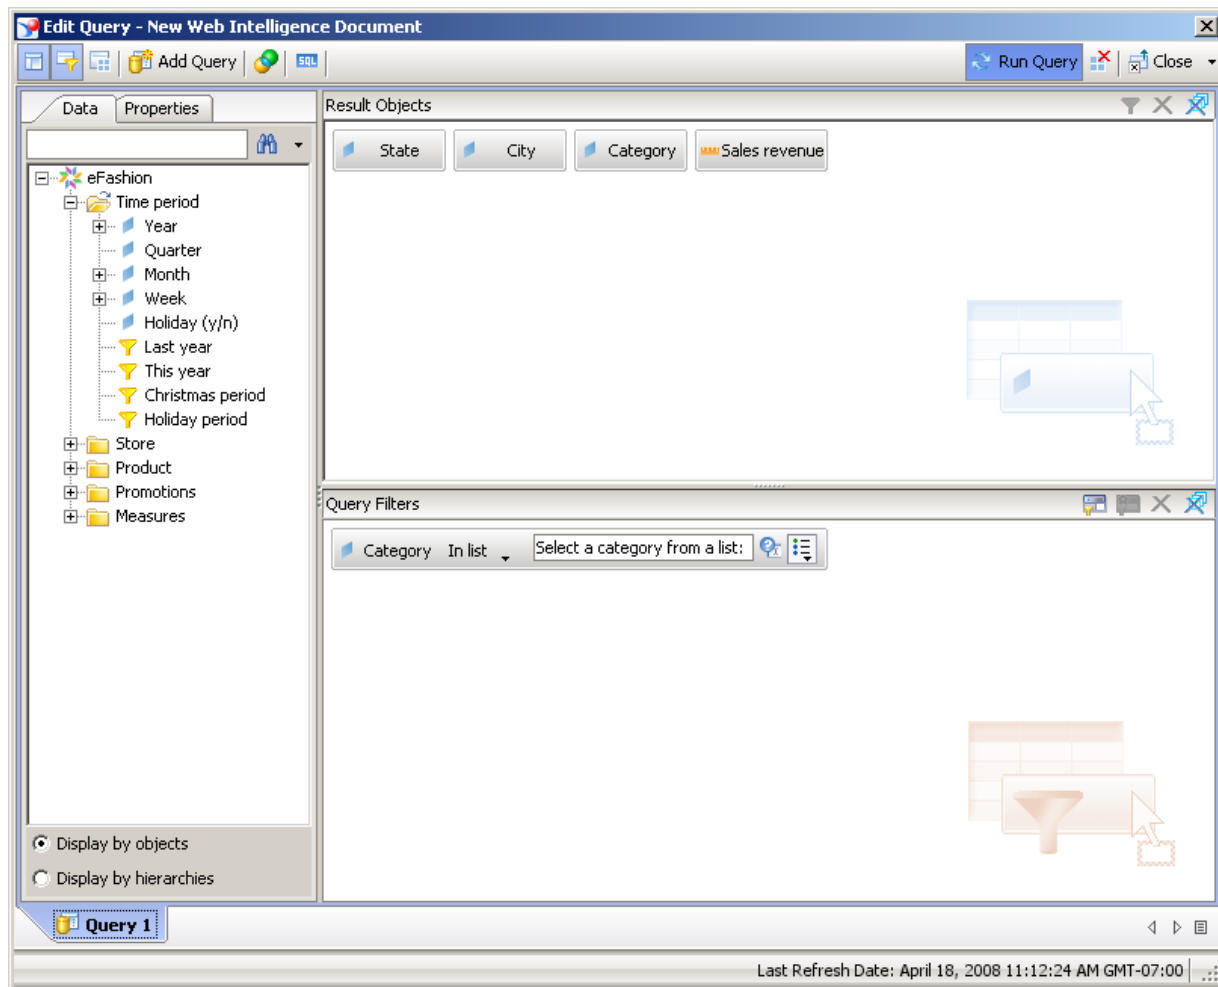 Edit Query - New Web Intelligence Document
Add Query SQL Run Query Close
Data Properties
Result Objects
State City Category Sales revenue
eFashion
Time period
Year
Quarter
Month
Week
Holiday (y/n)
Last year
This year
Christmas period
Holiday period
Store
Product
Promotions
Measures
Query Filters
Category In list Select a category from a list:
Display by objects
Display by hierarchies
Query 1
Last Refresh Date: April 18, 2008 11:12:24 AM GMT-07:00